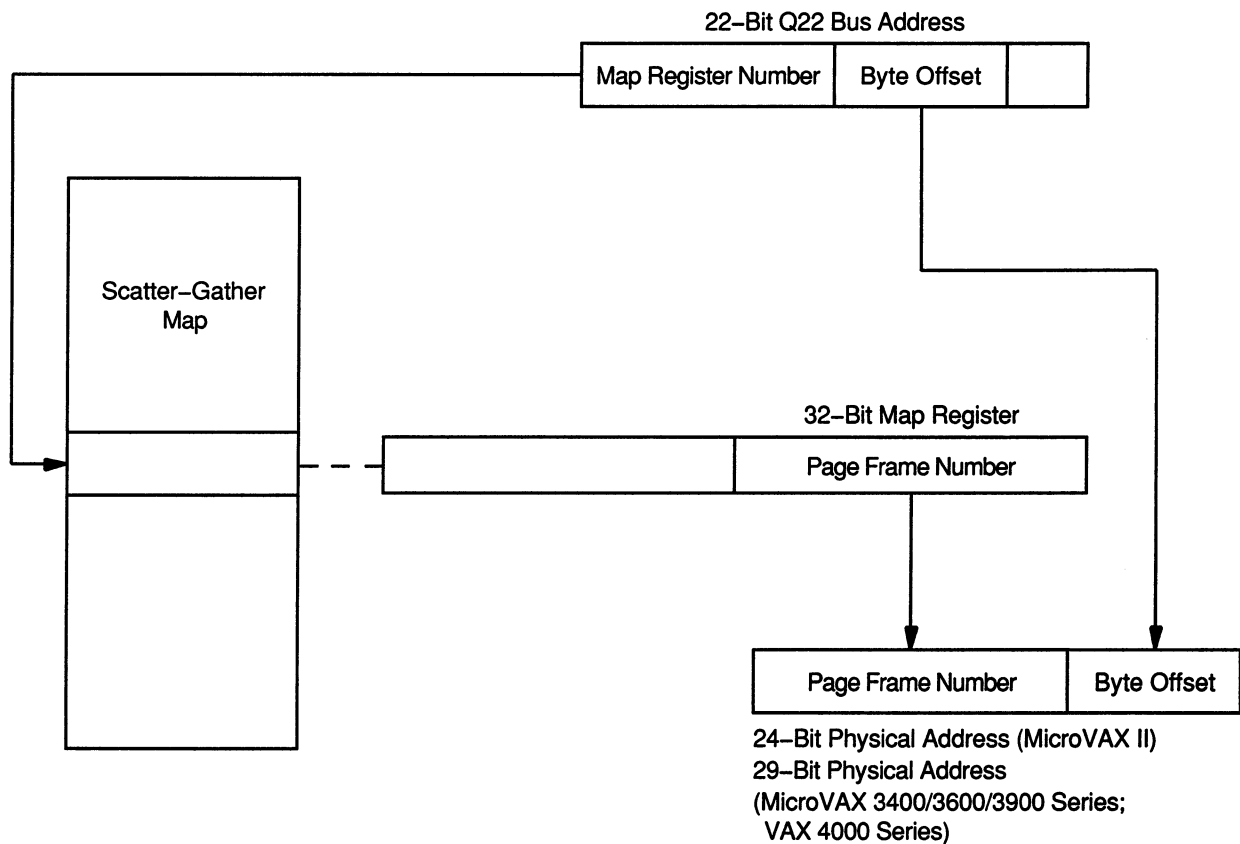 22–Bit Q22 Bus Address
Map Register Number
Byte Offset
Scatter–Gather
Map
32–Bit Map Register
Page Frame Number
Page Frame Number
Byte Offset
24–Bit Physical Address (MicroVAX II)
29–Bit Physical Address
(MicroVAX 3400/3600/3900 Series;
VAX 4000 Series)